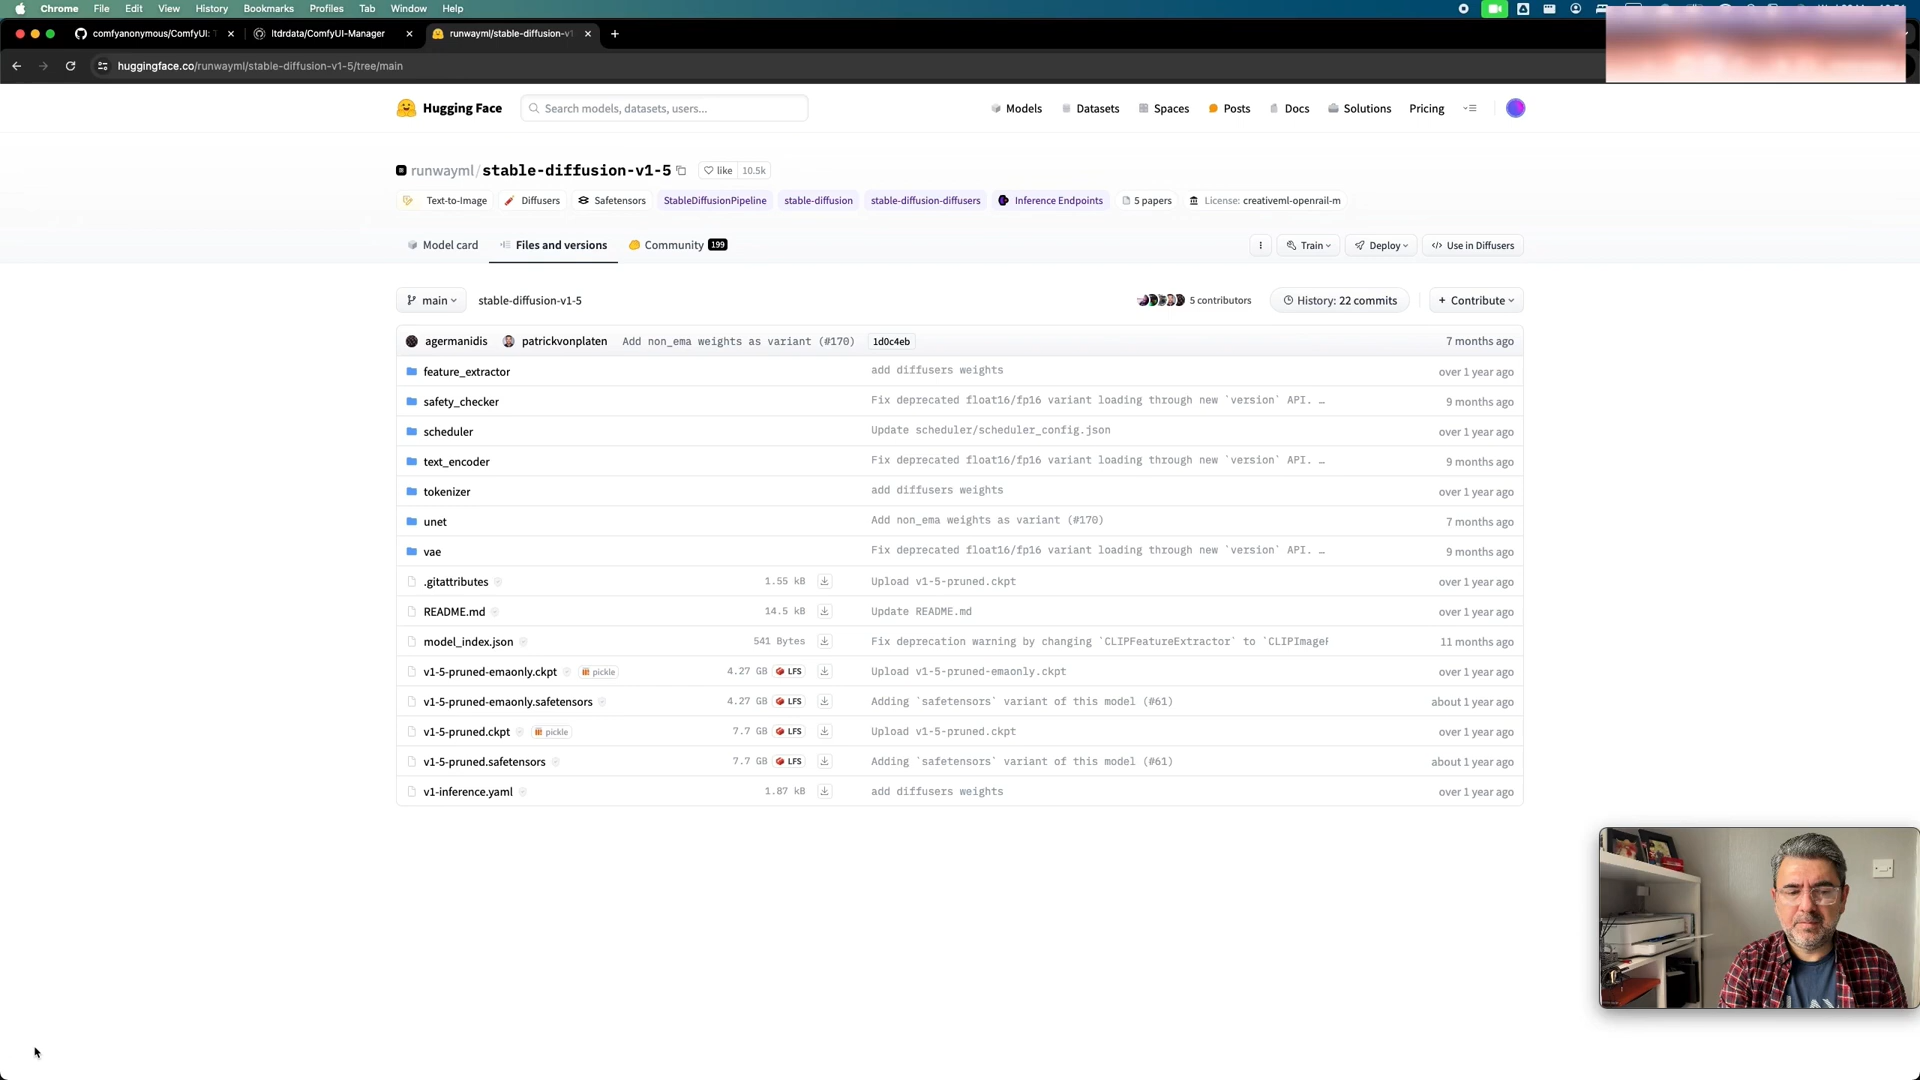 Chrome File Edit View History Bookmarks Profiles Tab Window Help
comfyanonymous/ComfyUI: T ltdrdata/ComfyUI-Manager runwayml/stable-diffusion-v1
huggingface.co/runwayml/stable-diffusion-v1-5/tree/main
Hugging Face Search models, datasets, users... Models Datasets Spaces Posts Docs Solutions Pricing
runwayml/stable-diffusion-v1-5 like 10.5k
Text-to-Image Diffusers Safetensors StableDiffusionPipeline stable-diffusion stable-diffusion-diffusers Inference Endpoints 5 papers License: creativeml-openrail-m
Model card Files and versions Community 199 Train Deploy </> Use in Diffusers
main stable-diffusion-v1-5 5 contributors History: 22 commits + Contribute
agermanidis patrickvonplaten Add non_ema weights as variant (#170) 1d0c4eb 7 months ago
feature_extractor add diffusers weights over 1 year ago
safety_checker Fix deprecated float16/fp16 variant loading through new `version` API. … 9 months ago
scheduler Update scheduler/scheduler_config.json over 1 year ago
text_encoder Fix deprecated float16/fp16 variant loading through new `version` API. … 9 months ago
tokenizer add diffusers weights over 1 year ago
unet Add non_ema weights as variant (#170) 7 months ago
vae Fix deprecated float16/fp16 variant loading through new `version` API. … 9 months ago
.gitattributes 1.55 kB Upload v1-5-pruned.ckpt over 1 year ago
README.md 14.5 kB Update README.md over 1 year ago
model_index.json 541 Bytes Fix deprecation warning by changing `CLIPFeatureExtractor` to `CLIPImageP 11 months ago
v1-5-pruned-emaonly.ckpt pickle 4.27 GB LFS Upload v1-5-pruned-emaonly.ckpt over 1 year ago
v1-5-pruned-emaonly.safetensors 4.27 GB LFS Adding `safetensors` variant of this model (#61) about 1 year ago
v1-5-pruned.ckpt pickle 7.7 GB LFS Upload v1-5-pruned.ckpt over 1 year ago
v1-5-pruned.safetensors 7.7 GB LFS Adding `safetensors` variant of this model (#61) about 1 year ago
v1-inference.yaml 1.87 kB add diffusers weights over 1 year ago